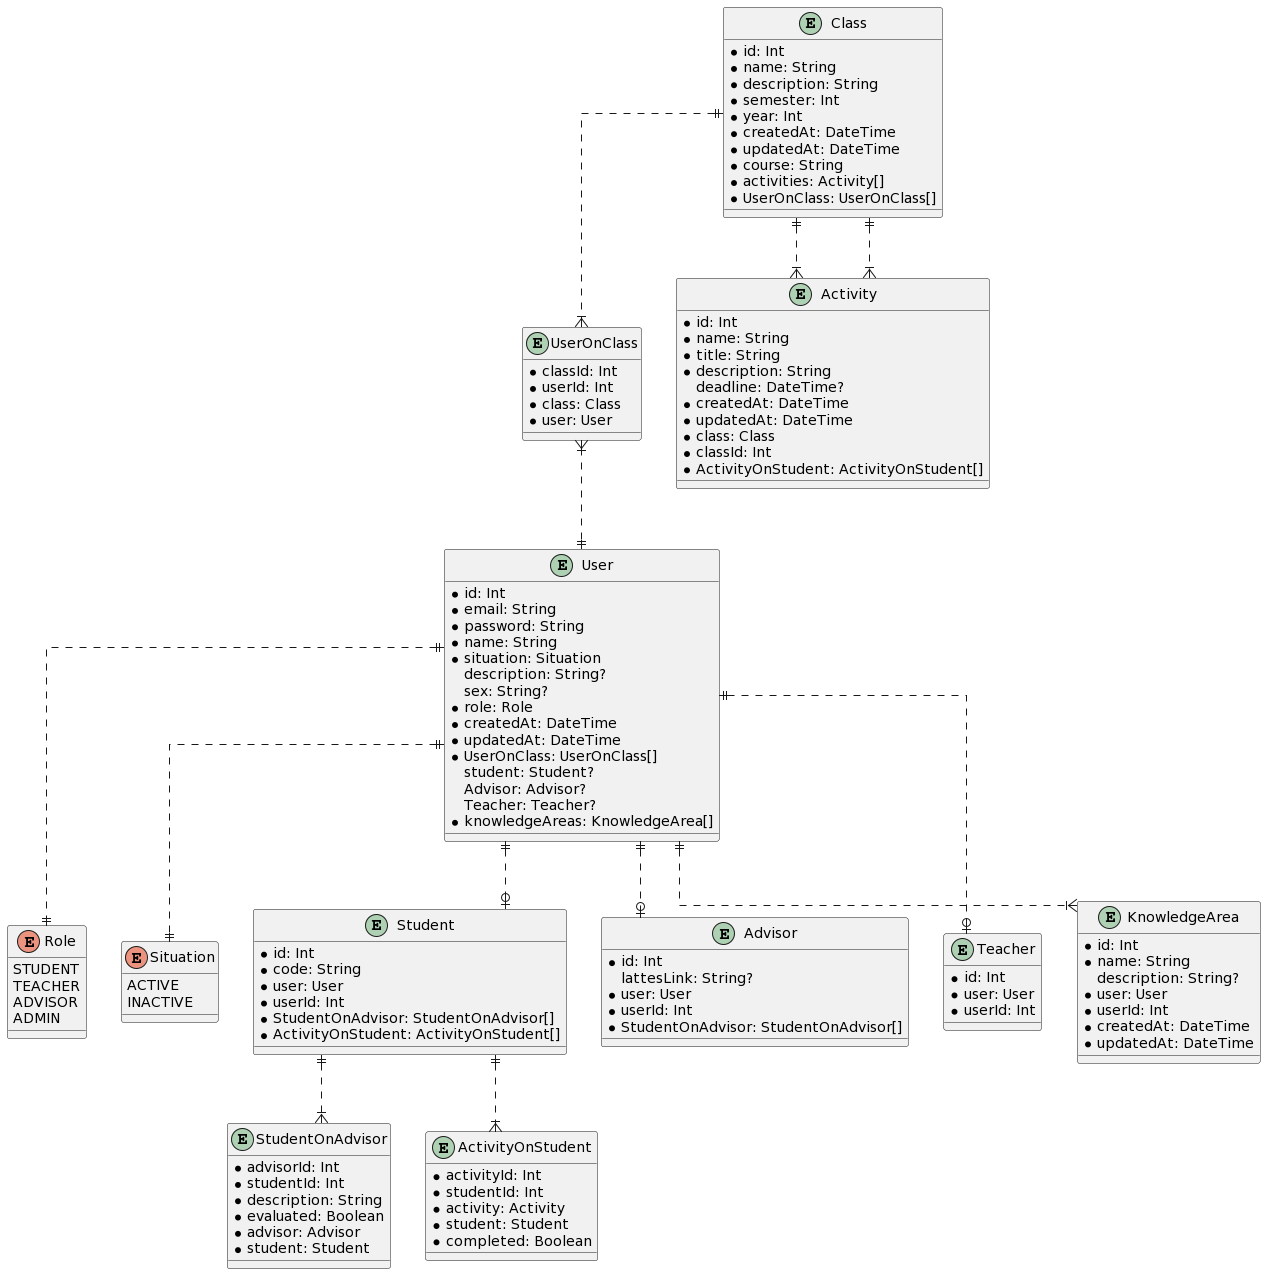 E Class
id: Int
name: String
description: String
semester: Int
year: Int
createdAt: DateTime
updatedAt: DateTime
course: String
activities: Activity[]
UserOnClass: UserOnClass[]
E Activity
id: Int
name: String
title: String
description: String
deadline: DateTime?
createdAt: DateTime
updatedAt: DateTime
class: Class
classId: Int
ActivityOnStudent: ActivityOnStudent[]
E UserOnClass
classId: Int
userId: Int
class: Class
user: User
E User
id: Int
email: String
password: String
name: String
situation: Situation
description: String?
sex: String?
role: Role
createdAt: DateTime
updatedAt: DateTime
UserOnClass: UserOnClass[]
student: Student?
Advisor: Advisor?
Teacher: Teacher?
knowledgeAreas: KnowledgeArea[]
E Role
STUDENT
TEACHER
ADVISOR
ADMIN
E Situation
ACTIVE
INACTIVE
E Student
id: Int
code: String
user: User
userId: Int
StudentOnAdvisor: StudentOnAdvisor[]
ActivityOnStudent: ActivityOnStudent[]
E Advisor
id: Int
lattesLink: String?
user: User
userId: Int
StudentOnAdvisor: StudentOnAdvisor[]
E Teacher
id: Int
user: User
userId: Int
E KnowledgeArea
id: Int
name: String
description: String?
user: User
userId: Int
createdAt: DateTime
updatedAt: DateTime
E StudentOnAdvisor
advisorId: Int
studentId: Int
description: String
evaluated: Boolean
advisor: Advisor
student: Student
E ActivityOnStudent
activityId: Int
studentId: Int
activity: Activity
student: Student
completed: Boolean